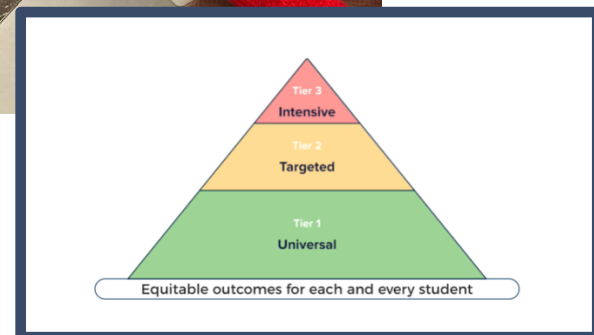 Tier 3
Intensive
Tier 2
Targeted
Tier 1
Universal
Equitable outcomes for each and every student